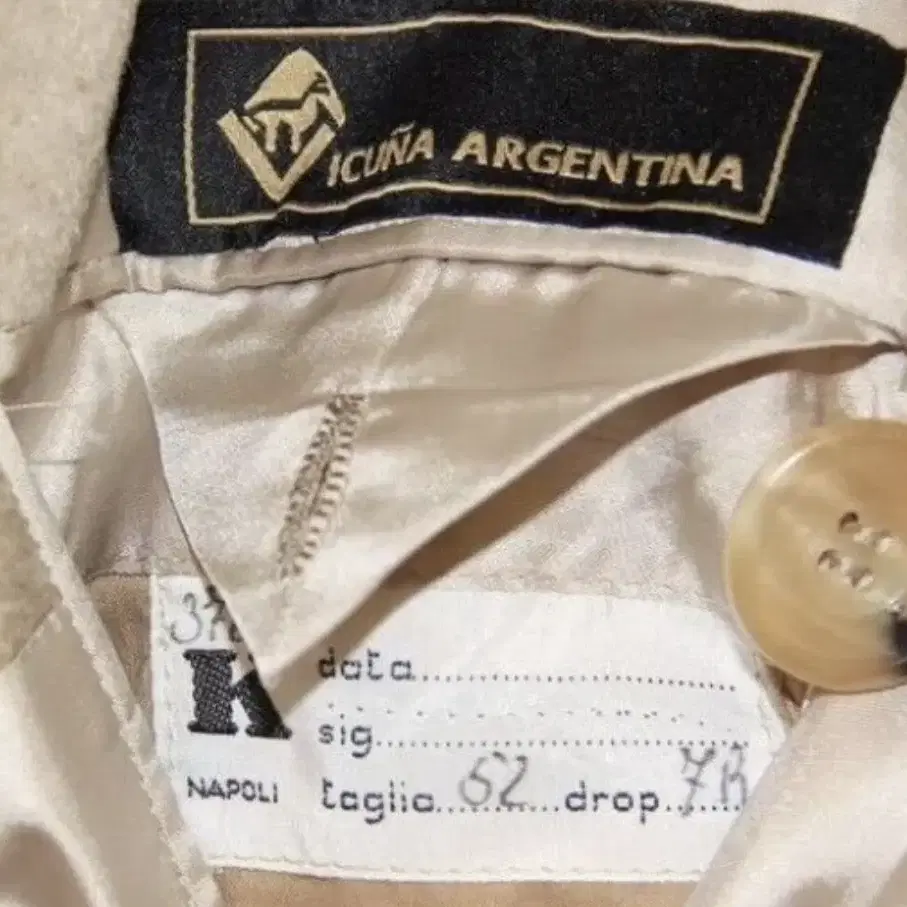 VICUÑA ARGENTINA
K
data
sig
NAPOLI
taglia 52 drop 7R